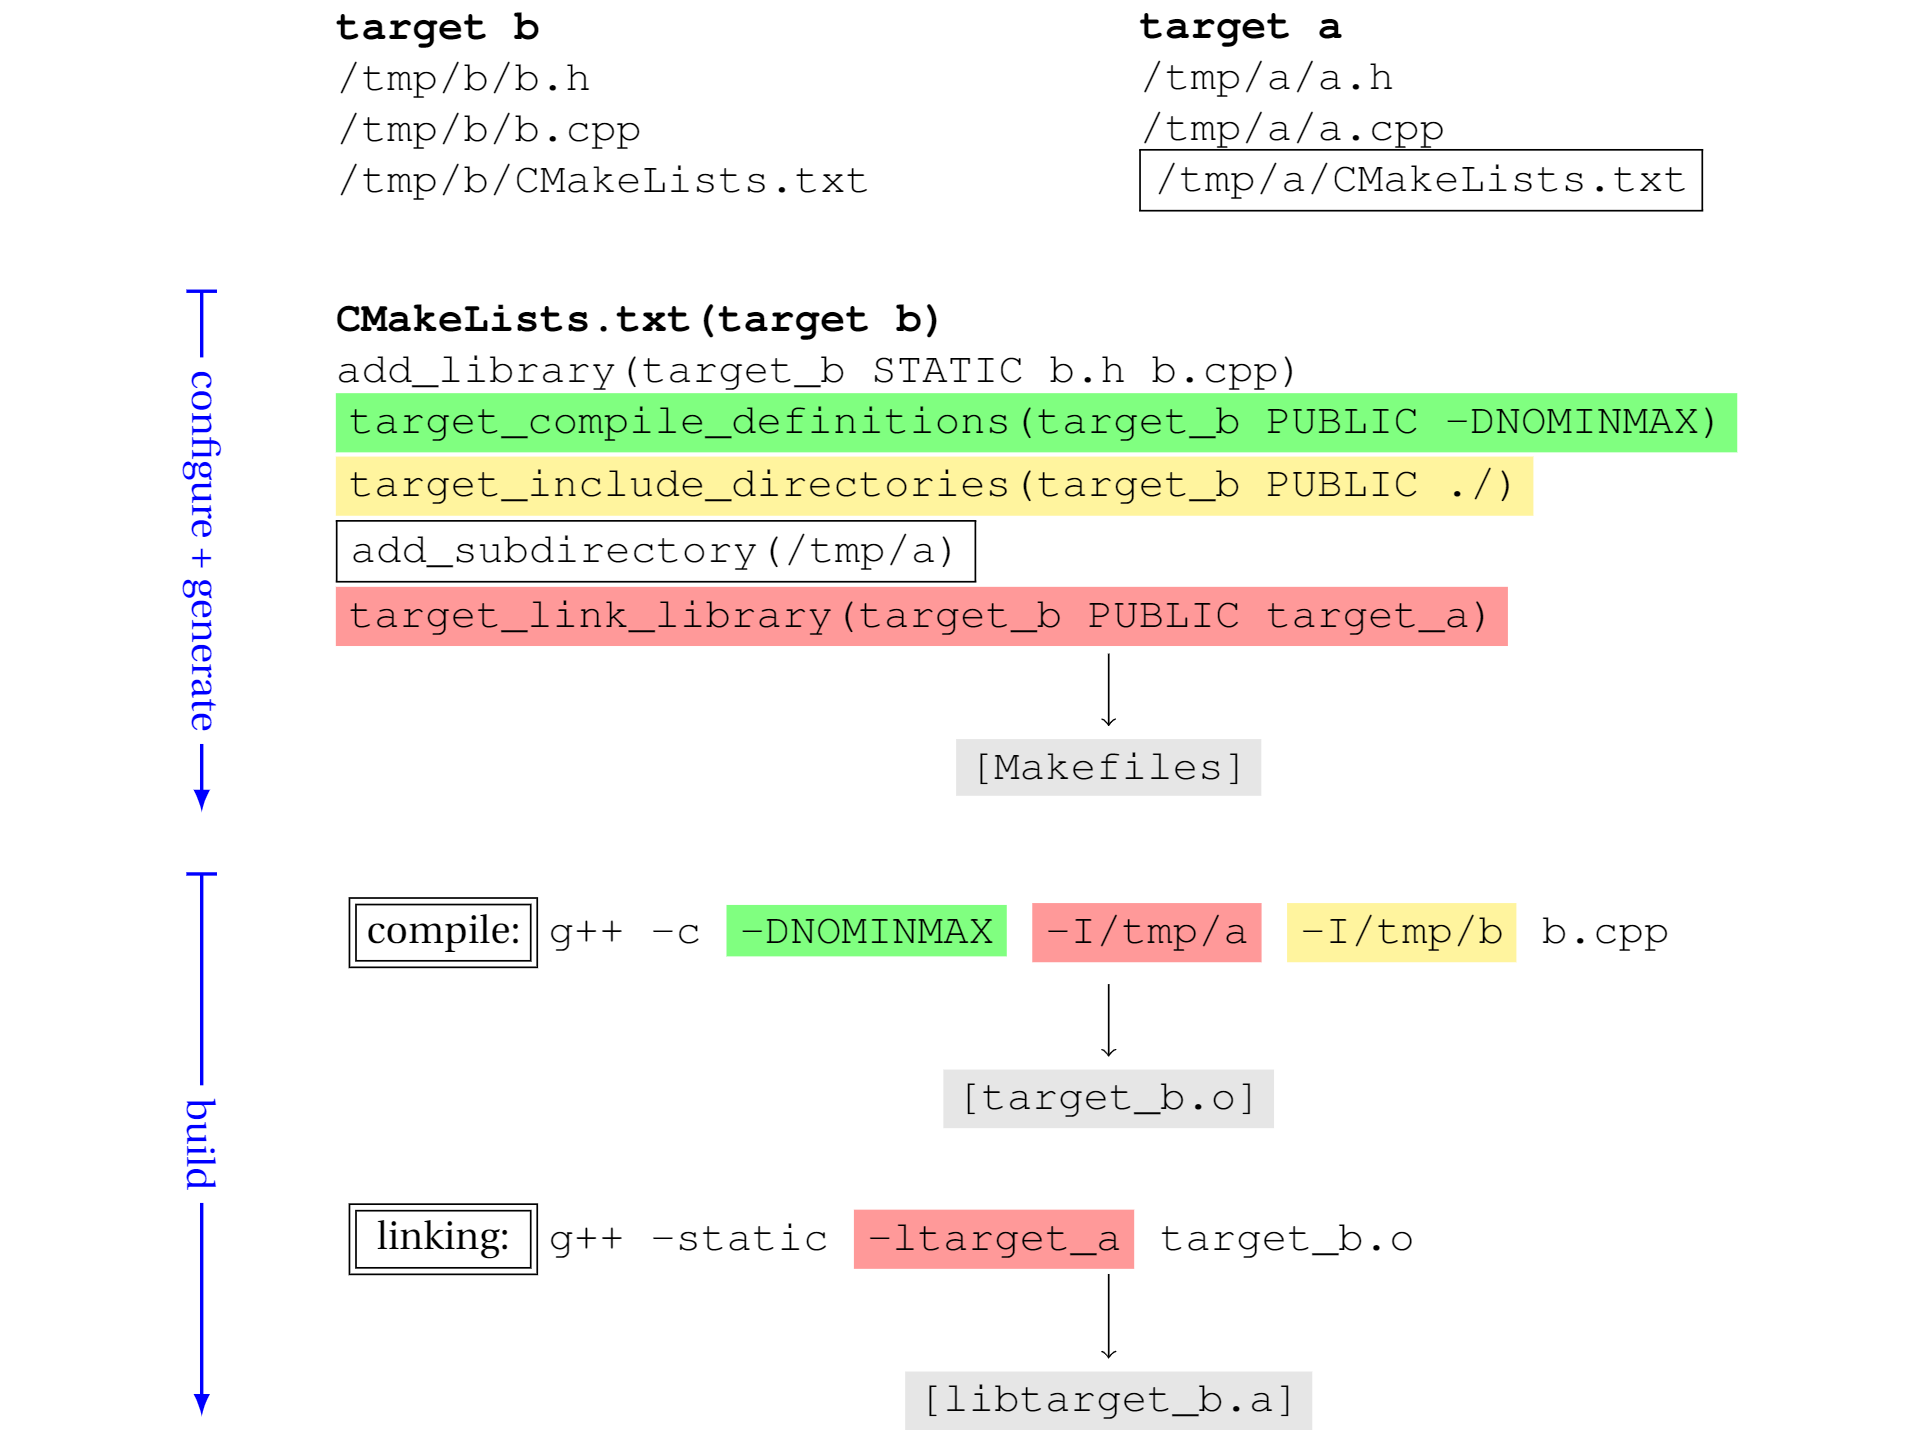 target b
/tmp/b/b.h
/tmp/b/b.cpp
/tmp/b/CMakeLists.txt
target a
/tmp/a/a.h
/tmp/a/a.cpp
/tmp/a/CMakeLists.txt
configure + generate
CMakeLists.txt(target b)
add_library(target_b STATIC b.h b.cpp)
target_compile_definitions(target_b PUBLIC -DNOMINMAX)
target_include_directories(target_b PUBLIC ./)
add_subdirectory(/tmp/a)
target_link_library(target_b PUBLIC target_a)
[Makefiles]
build
compile: g++ -c -DNOMINMAX -I/tmp/a -I/tmp/b b.cpp
[target_b.o]
linking: g++ -static -ltarget_a target_b.o
[libtarget_b.a]